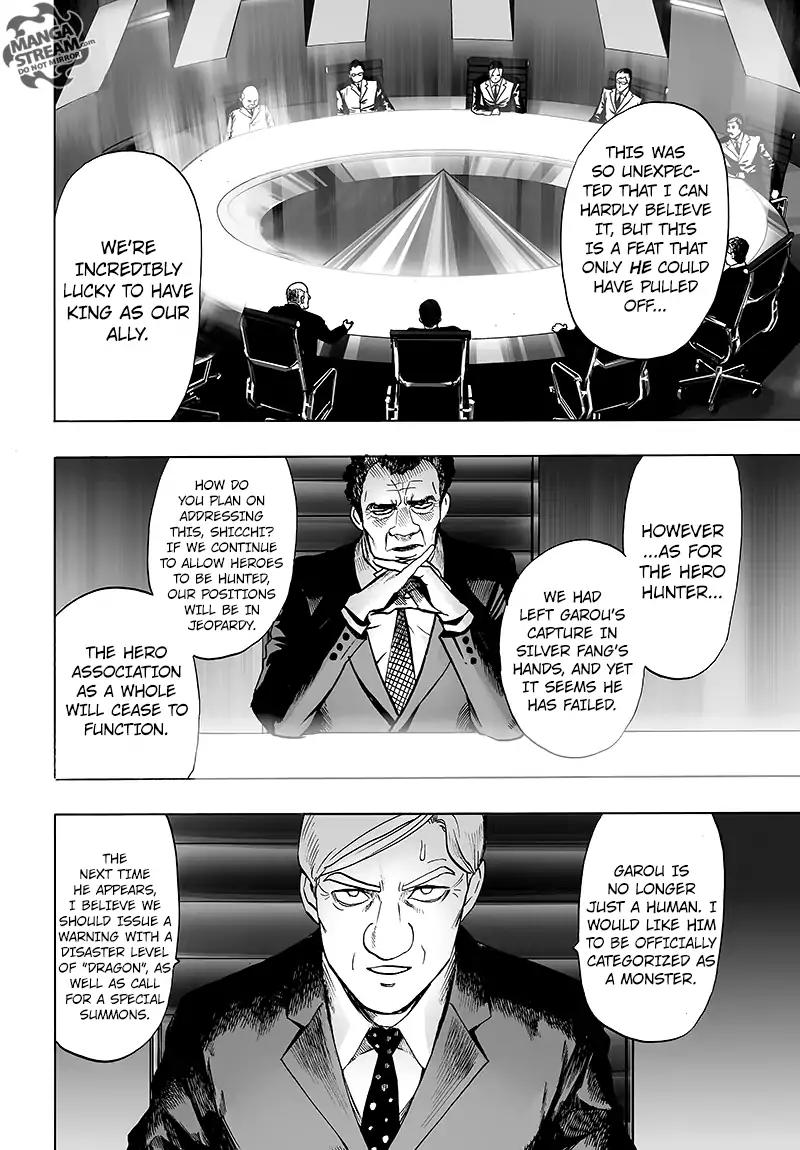 MANGA
STREAM.com
DO NOT MIRROR
THIS WAS
SO UNEXPEC-
TED THAT I CAN
HARDLY BELIEVE
IT, BUT THIS
IS A FEAT THAT
ONLY HE COULD
HAVE PULLED
OFF...
WE'RE
INCREDIBLY
LUCKY TO HAVE
KING AS OUR
ALLY.
HOWEVER
...AS FOR
THE HERO
HUNTER...
WE HAD
LEFT GAROU'S
CAPTURE IN
SILVER FANG'S
HANDS, AND YET
IT SEEMS HE
HAS FAILED.
HOW DO
YOU PLAN ON
ADDRESSING
THIS, SHICCHI?
IF WE CONTINUE
TO ALLOW HEROES
TO BE HUNTED,
OUR POSITIONS
WILL BE IN
JEOPARDY.
THE HERO
ASSOCIATION
AS A WHOLE
WILL CEASE TO
FUNCTION.
GAROU IS
NO LONGER
JUST A HUMAN. I
WOULD LIKE HIM
TO BE OFFICIALLY
CATEGORIZED AS
A MONSTER.
THE
NEXT TIME
HE APPEARS,
I BELIEVE WE
SHOULD ISSUE A
WARNING WITH A
DISASTER LEVEL
OF "DRAGON", AS
WELL AS CALL
FOR A SPECIAL
SUMMONS.